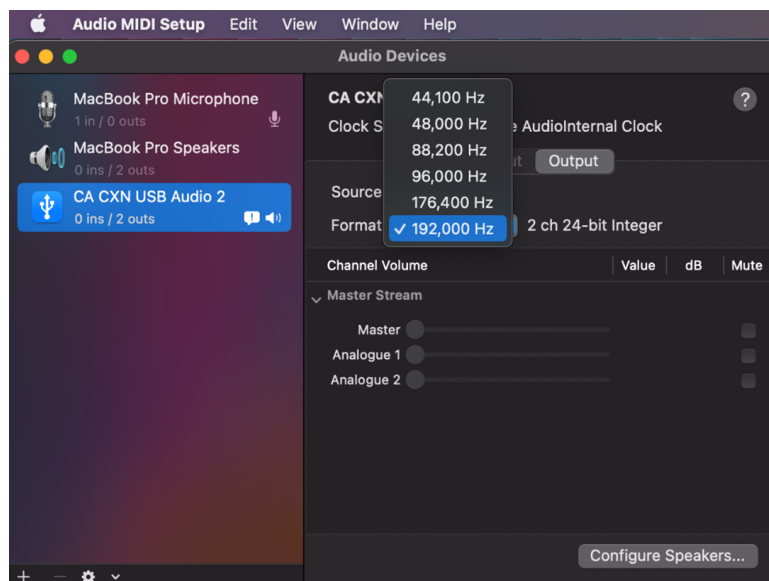 Audio MIDI Setup Edit View Window Help
Audio Devices
MacBook Pro Microphone
1 in / 0 outs
MacBook Pro Speakers
0 ins / 2 outs
CA CXN USB Audio 2
0 ins / 2 outs
CA CXN
?
Clock S
e AudioInternal Clock
Output
Source
Format
44,100 Hz
48,000 Hz
88,200 Hz
96,000 Hz
176,400 Hz
✓ 192,000 Hz
2 ch 24-bit Integer
Channel Volume Value dB Mute
Master Stream
Master
Analogue 1
Analogue 2
Configure Speakers...